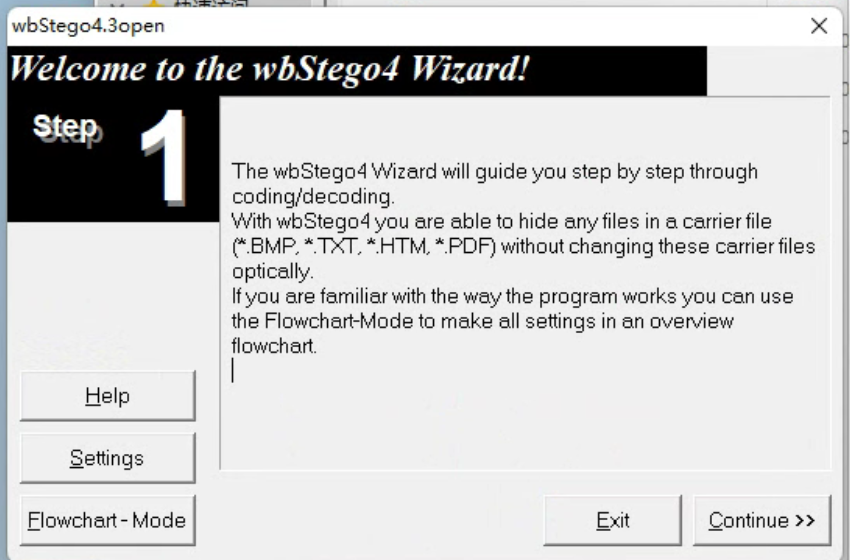 wbStego4.3open
Welcome to the wbStego4 Wizard!
Step 1
The wbStego4 Wizard will guide you step by step through
coding/decoding.
With wbStego4 you are able to hide any files in a carrier file
(*.BMP, *.TXT, *.HTM, *.PDF) without changing these carrier files
optically.
If you are familiar with the way the program works you can use
the Flowchart-Mode to make all settings in an overview
flowchart.
Help
Settings
Flowchart - Mode
Exit
Continue >>